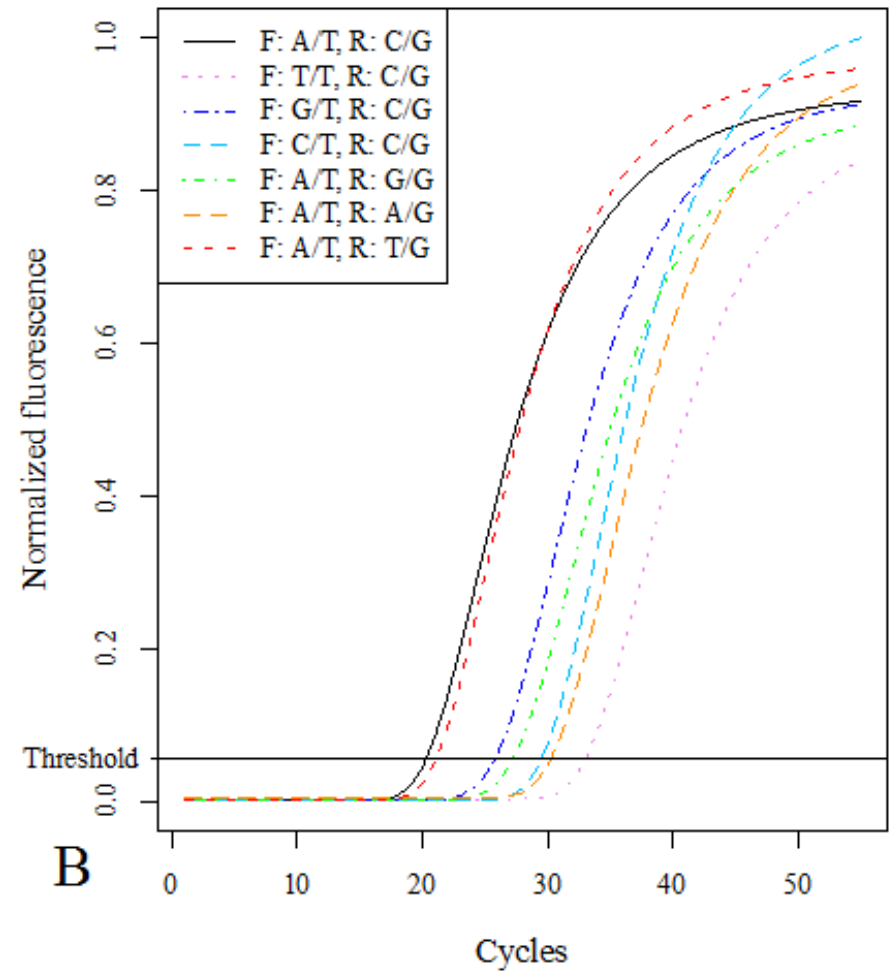 F: A/T, R: C/G
F: T/T, R: C/G
F: G/T, R: C/G
F: C/T, R: C/G
F: A/T, R: G/G
F: A/T, R: A/G
F: A/T, R: T/G
Normalized fluorescence
1.0
0.8
0.6
0.4
0.2
Threshold
0.0
B
0 10 20 30 40 50
Cycles